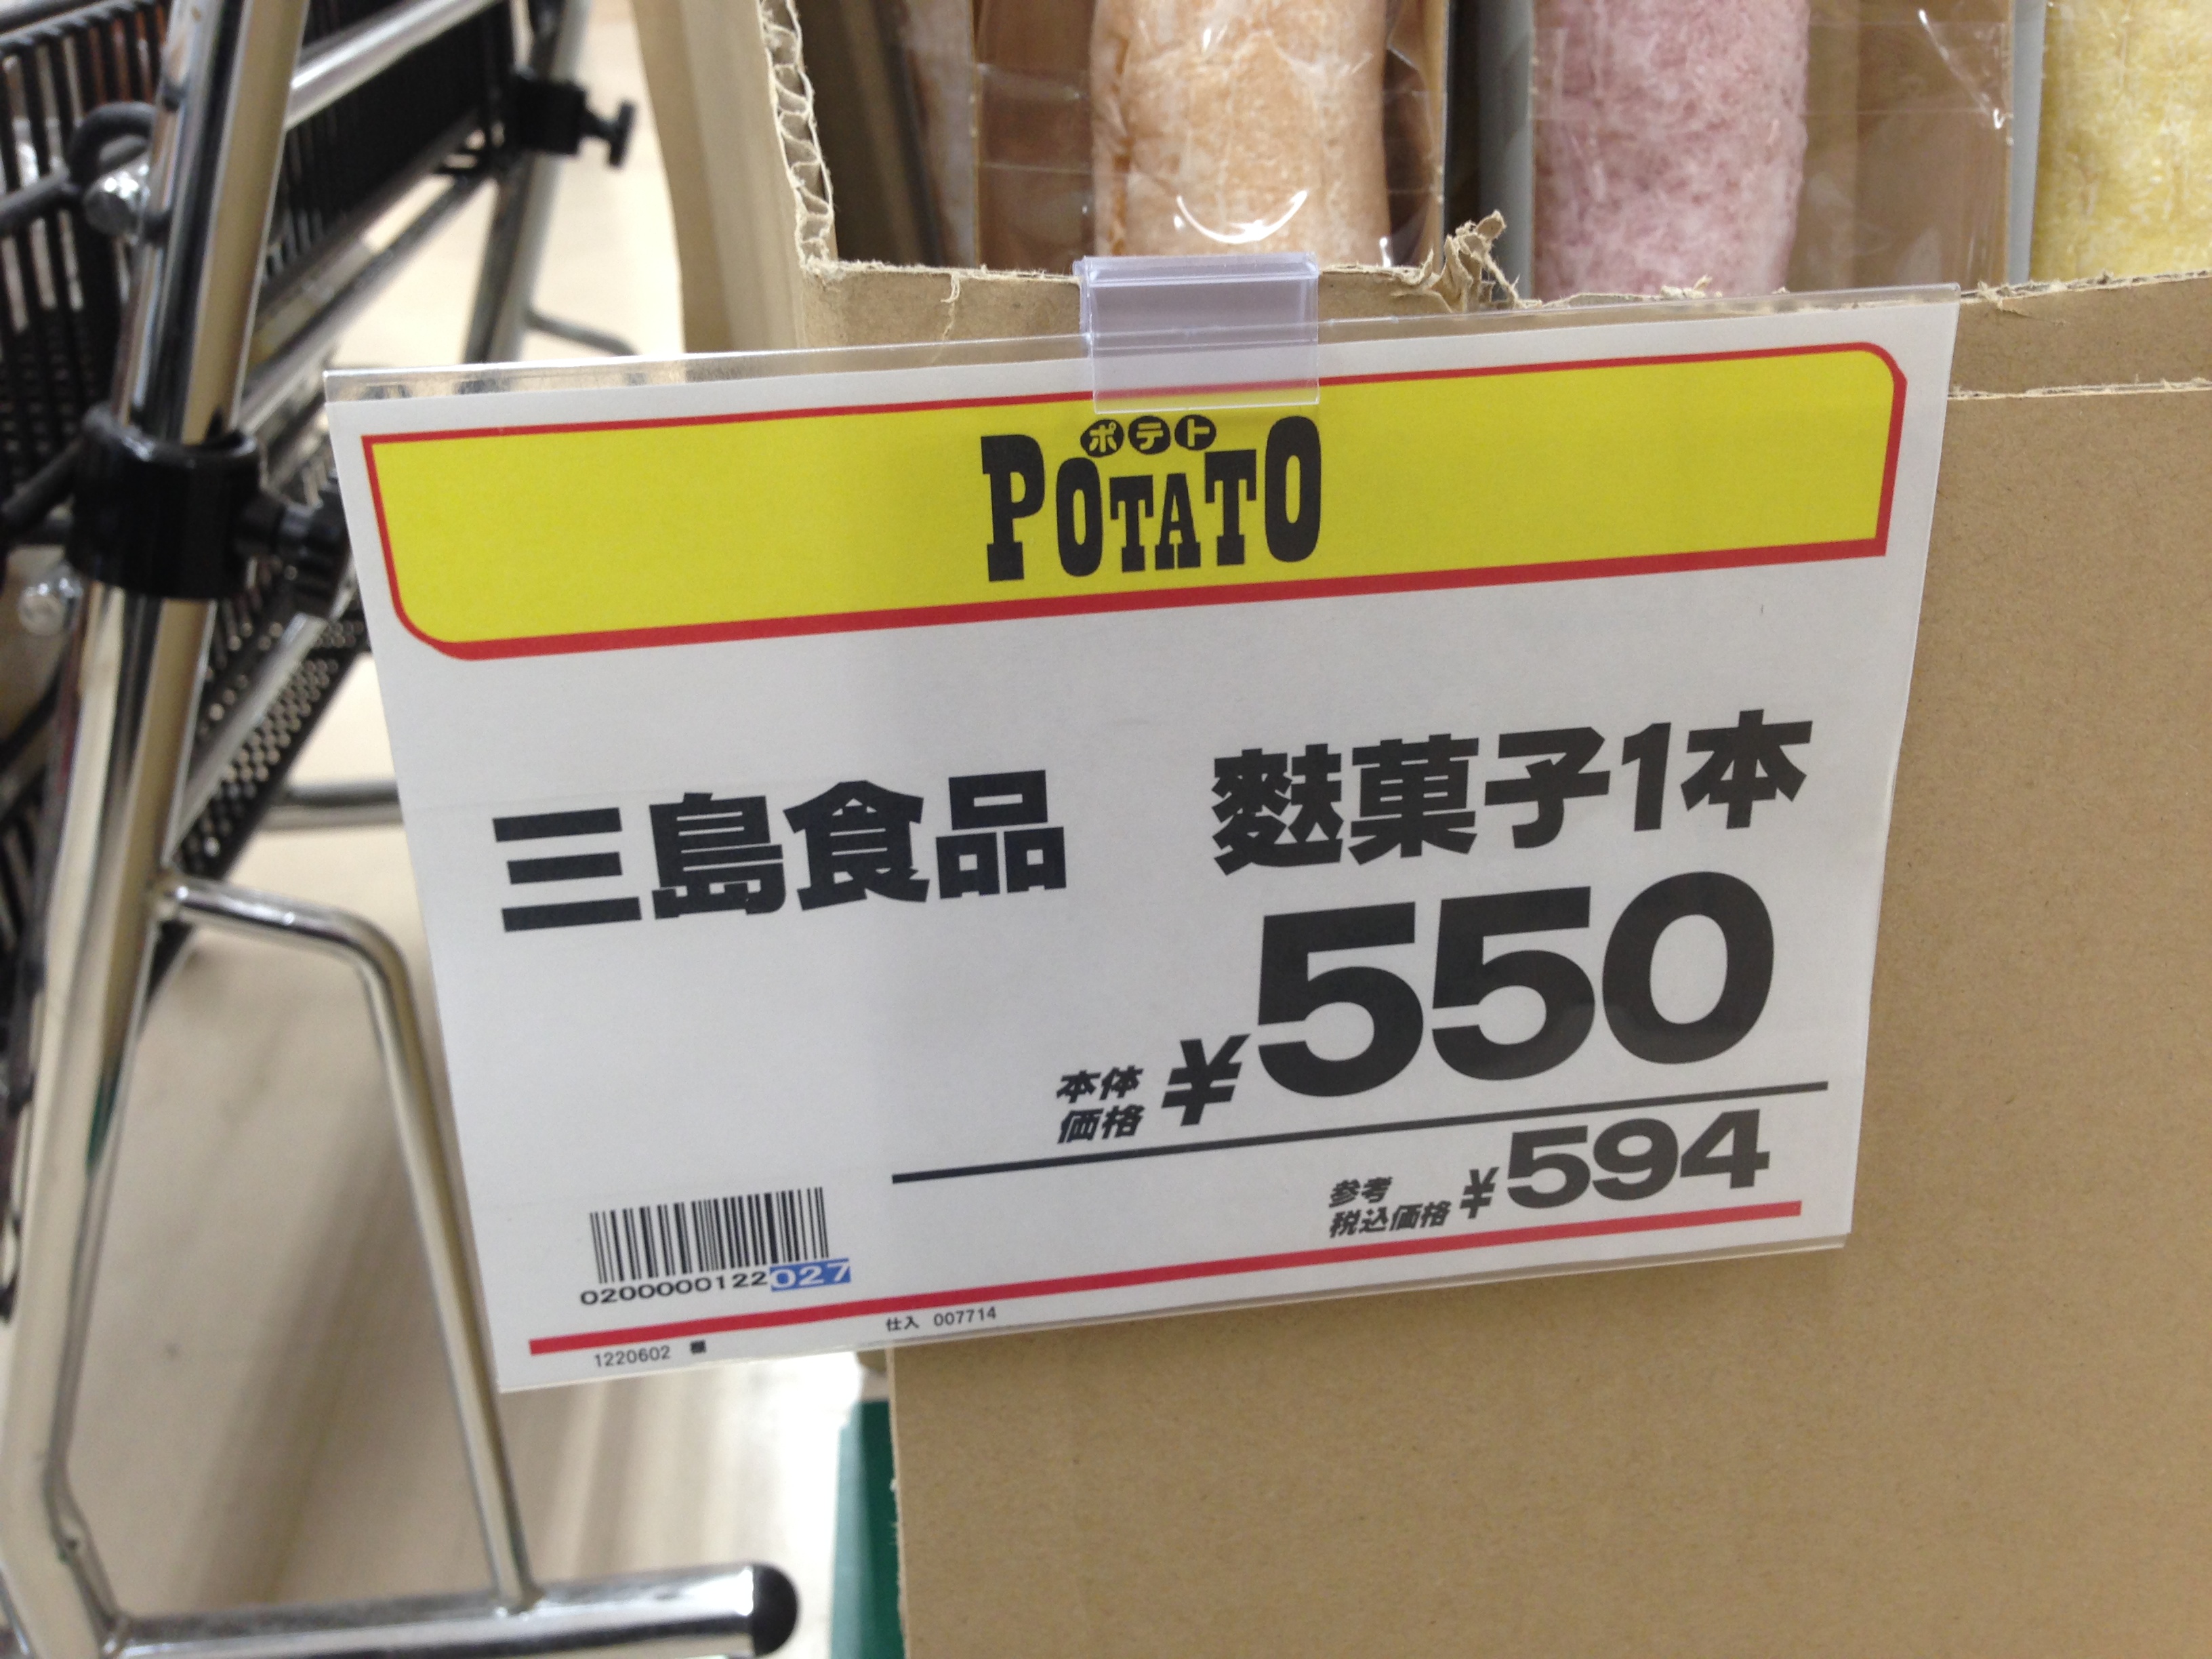 ポテト
POTATO
三島食品 麩菓子1本
本体価格 ¥550
参考税込価格 ¥594
0200000122027
1220602 棚 仕入 007714